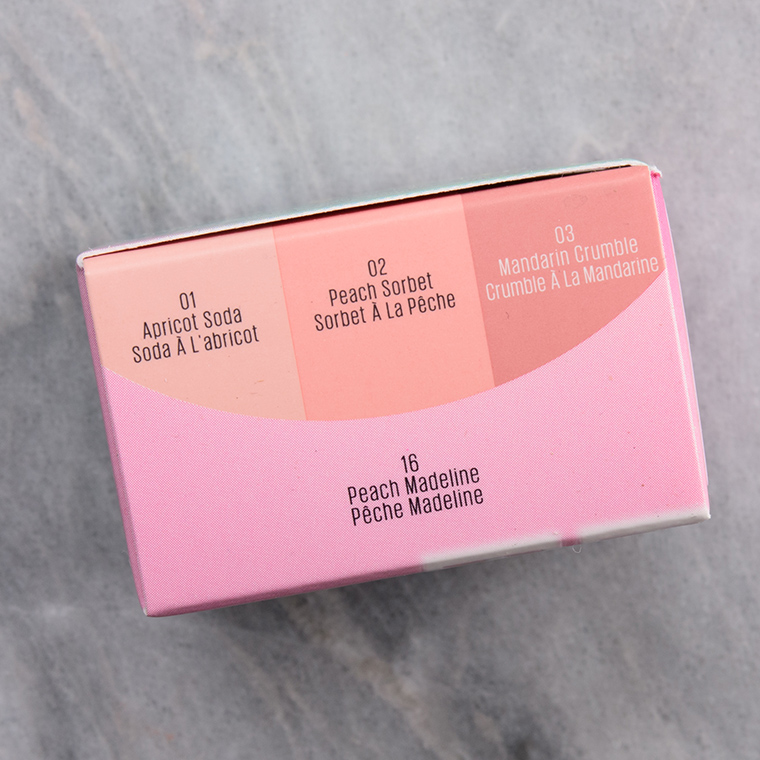 01
Apricot Soda
Soda À L'abricot
02
Peach Sorbet
Sorbet À La Pêche
03
Mandarin Crumble
Crumble À La Mandarine
16
Peach Madeline
Pêche Madeline